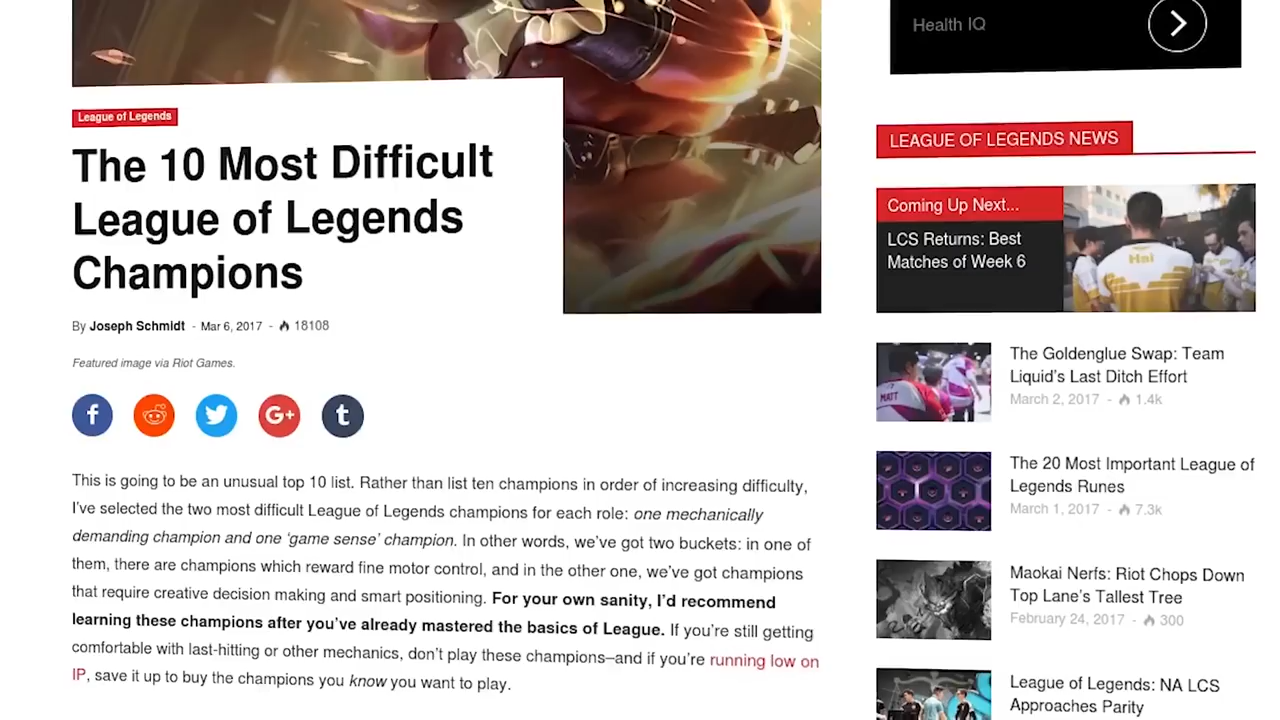 Health IQ
League of Legends
The 10 Most Difficult
League of Legends
Champions
By Joseph Schmidt - Mar 6, 2017 - 18108
Featured image via Riot Games.
f
G+
t
This is going to be an unusual top 10 list. Rather than list ten champions in order of increasing difficulty,
I've selected the two most difficult League of Legends champions for each role: one mechanically
demanding champion and one 'game sense' champion. In other words, we've got two buckets: in one of
them, there are champions which reward fine motor control, and in the other one, we've got champions
that require creative decision making and smart positioning. For your own sanity, I'd recommend
learning these champions after you've already mastered the basics of League. If you're still getting
comfortable with last-hitting or other mechanics, don't play these champions–and if you're running low on
IP, save it up to buy the champions you know you want to play.
LEAGUE OF LEGENDS NEWS
Coming Up Next...
LCS Returns: Best
Matches of Week 6
Hai
MATT
The Goldenglue Swap: Team
Liquid's Last Ditch Effort
March 2, 2017 - 1.4k
The 20 Most Important League of
Legends Runes
March 1, 2017 - 7.3k
Maokai Nerfs: Riot Chops Down
Top Lane's Tallest Tree
February 24, 2017 - 300
League of Legends: NA LCS
Approaches Parity